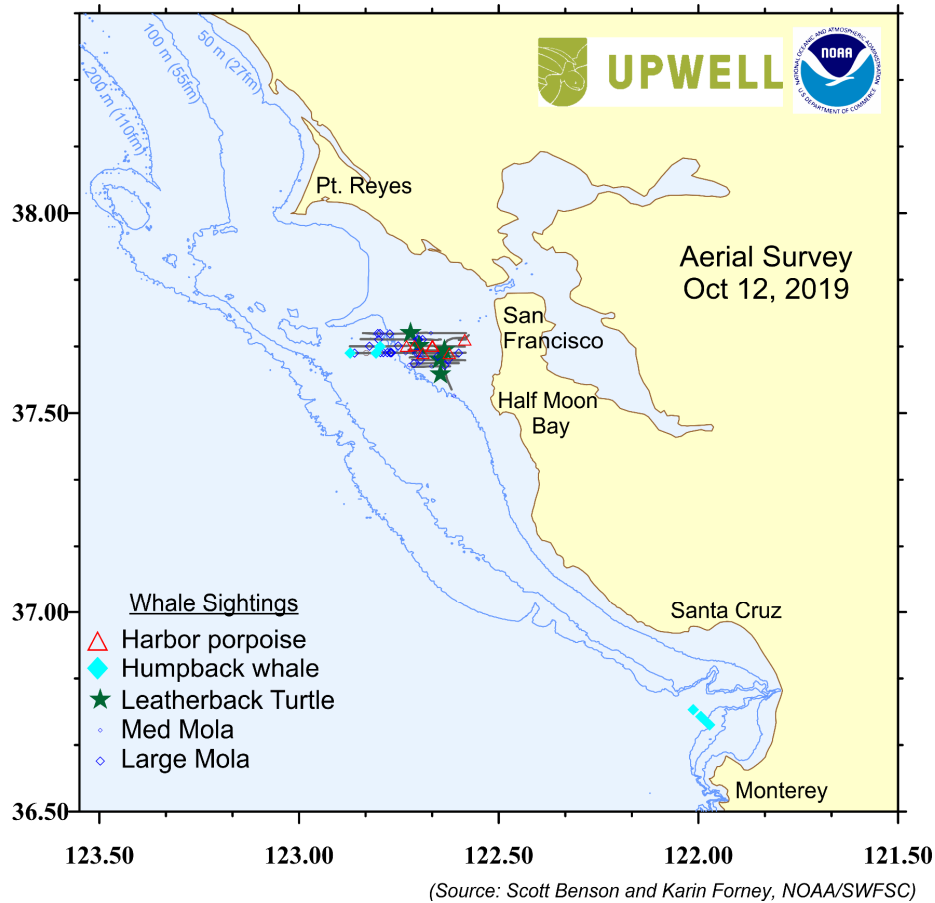 200 m (110fm)
100 m (55fm)
50 m (27fm)
UPWELL
NATIONAL OCEANIC AND ATMOSPHERIC ADMINISTRATION
NOAA
U.S. DEPARTMENT OF COMMERCE
Pt. Reyes
38.00
Aerial Survey
Oct 12, 2019
San
Francisco
37.50
Half Moon
Bay
37.00
Santa Cruz
Whale Sightings
Harbor porpoise
Humpback whale
Leatherback Turtle
Med Mola
Large Mola
Monterey
36.50
123.50
123.00
122.50
122.00
121.50
(Source: Scott Benson and Karin Forney, NOAA/SWFSC)